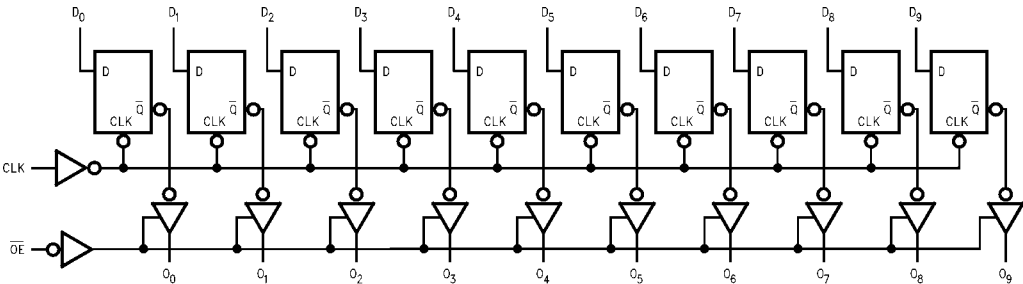 D₀ D₁ D₂ D₃ D₄ D₅ D₆ D₇ D₈ D₉
D D D D D D D D D D
Q̅ Q̅ Q̅ Q̅ Q̅ Q̅ Q̅ Q̅ Q̅ Q̅
CLK CLK CLK CLK CLK CLK CLK CLK CLK CLK
CLK
O̅E̅
O₀ O₁ O₂ O₃ O₄ O₅ O₆ O₇ O₈ O₉